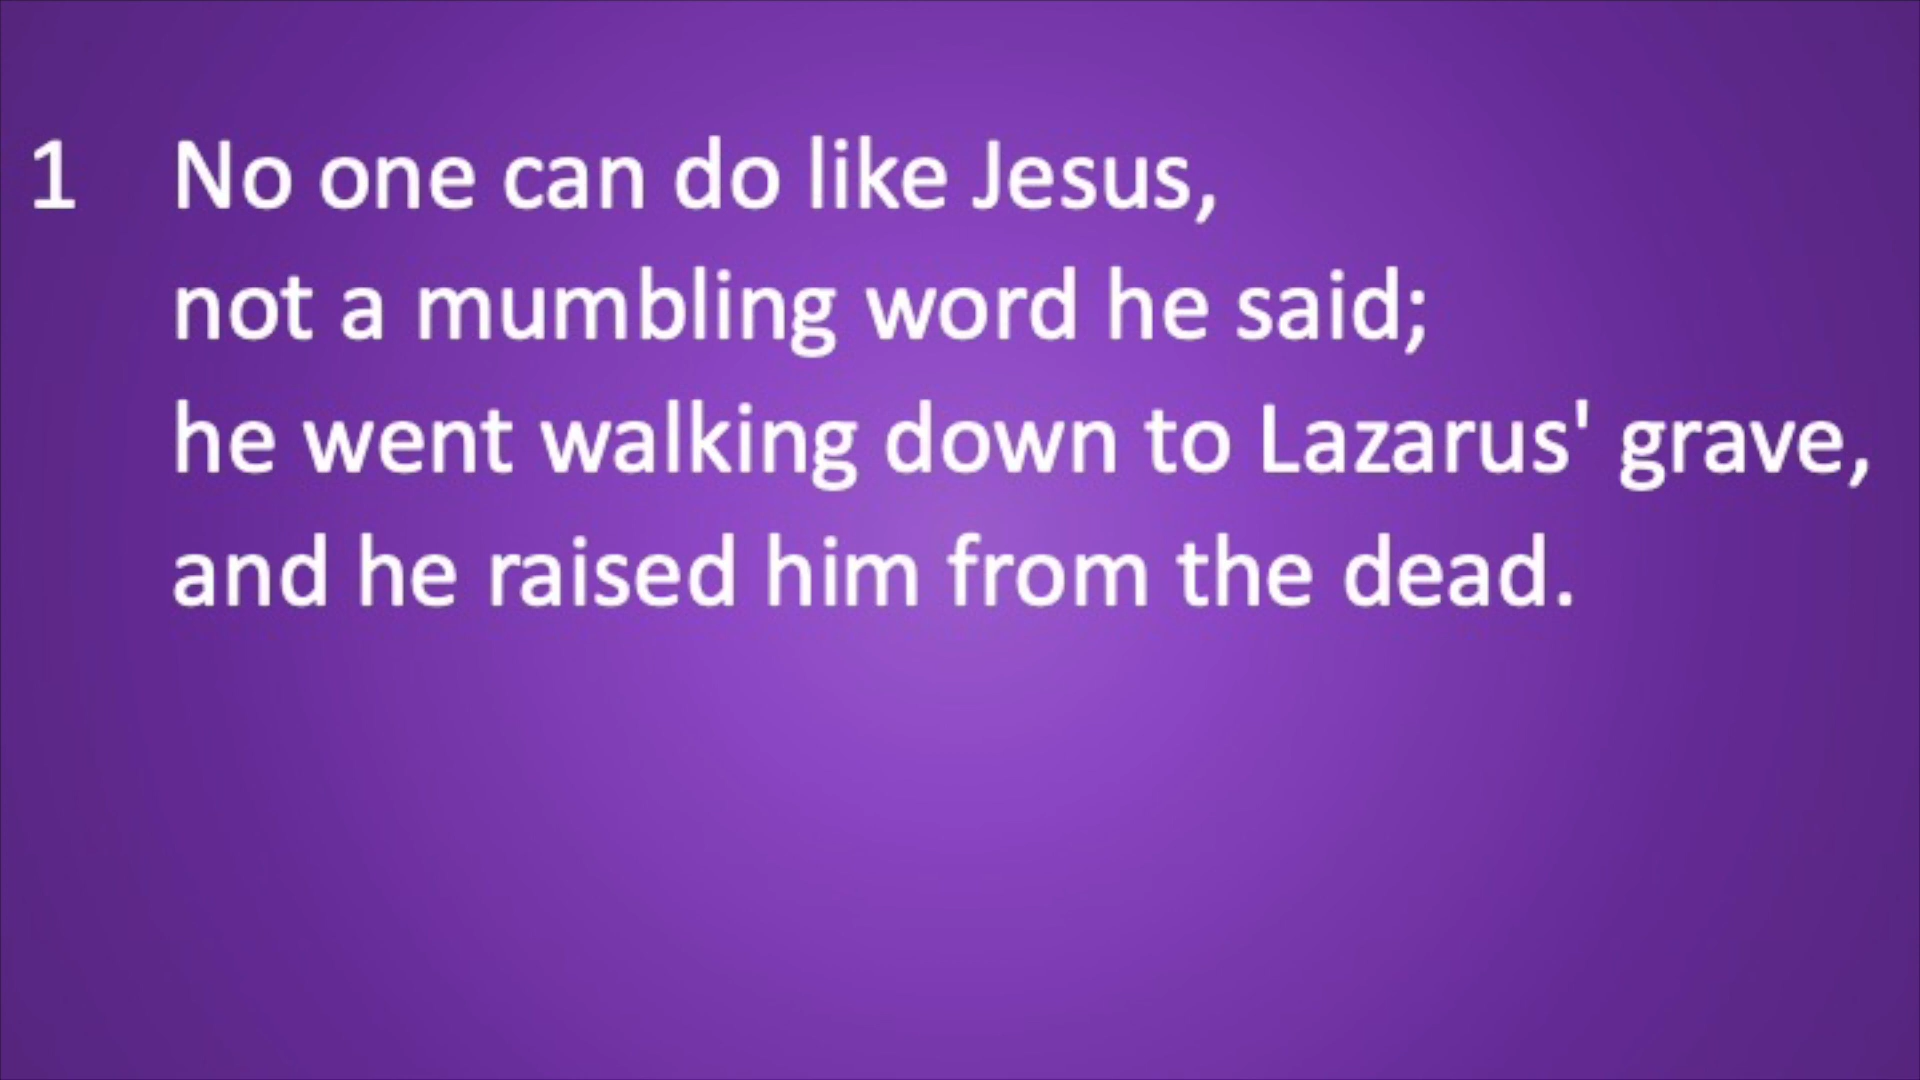 1 No one can do like Jesus,
not a mumbling word he said;
he went walking down to Lazarus' grave,
and he raised him from the dead.